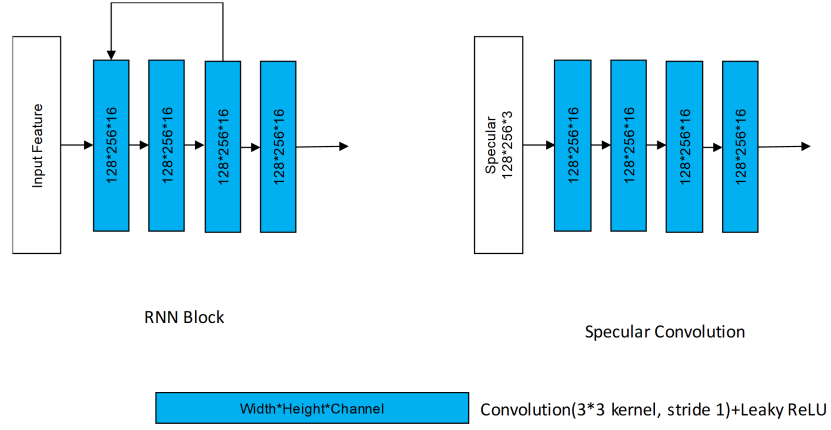 Input Feature
128*256*16
128*256*16
128*256*16
128*256*16
RNN Block
Specular
128*256*3
128*256*16
128*256*16
128*256*16
128*256*16
Specular Convolution
Width*Height*Channel
Convolution(3*3 kernel, stride 1)+Leaky ReLU